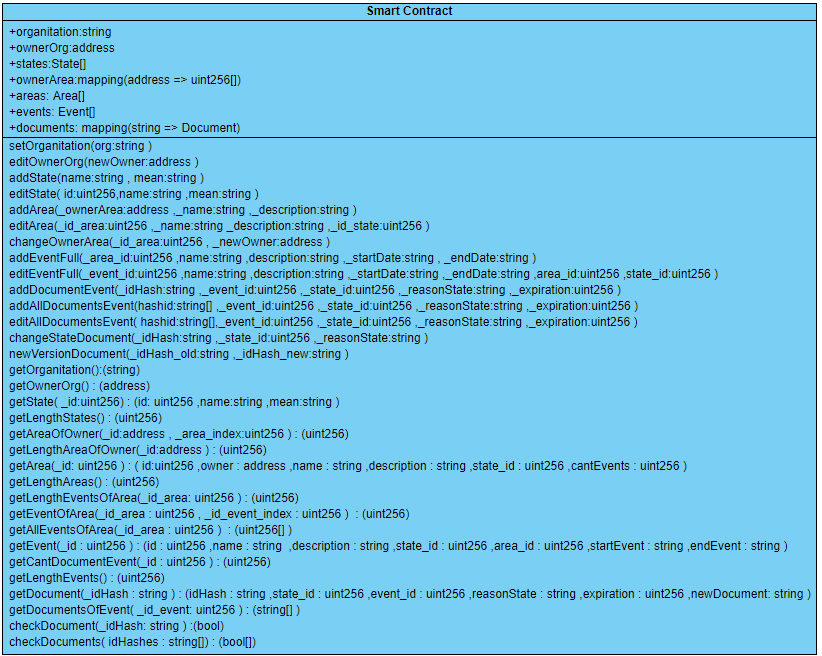 Smart Contract
+organitation:string
+ownerOrg:address
+states:State[]
+ownerArea:mapping(address => uint256[])
+areas: Area[]
+events: Event[]
+documents: mapping(string => Document)
setOrganitation(org:string )
editOwnerOrg(newOwner:address )
addState(name:string , mean:string )
editState( id:uint256,name:string ,mean:string )
addArea(_ownerArea:address ,_name:string ,_description:string )
editArea(_id_area:uint256 ,_name:string _description:string ,_id_state:uint256 )
changeOwnerArea(_id_area:uint256 , _newOwner:address )
addEventFull(_area_id:uint256 ,name:string ,description:string ,_startDate:string , _endDate:string )
editEventFull(_event_id:uint256 ,name:string ,description:string ,_startDate:string ,_endDate:string ,area_id:uint256 ,state_id:uint256 )
addDocumentEvent(_idHash:string ,_event_id:uint256 ,_state_id:uint256 ,_reasonState:string ,_expiration:uint256 )
addAllDocumentsEvent(hashid:string[] ,_event_id:uint256 ,_state_id:uint256 ,_reasonState:string ,_expiration:uint256 )
editAllDocumentsEvent( hashid:string[],_event_id:uint256 ,_state_id:uint256 ,_reasonState:string ,_expiration:uint256 )
changeStateDocument(_idHash:string ,_state_id:uint256 ,_reasonState:string )
newVersionDocument(_idHash_old:string ,_idHash_new:string )
getOrganitation():(string)
getOwnerOrg() : (address)
getState( _id:uint256) : (id: uint256 ,name:string ,mean:string )
getLengthStates() : (uint256)
getAreaOfOwner(_id:address , _area_index:uint256 ) : (uint256)
getLengthAreaOfOwner(_id:address ) : (uint256)
getArea(_id: uint256 ) : ( id:uint256 ,owner : address ,name : string ,description : string ,state_id : uint256 ,cantEvents : uint256 )
getLengthAreas() : (uint256)
getLengthEventsOfArea(_id_area: uint256 ) : (uint256)
getEventOfArea(_id_area : uint256 , _id_event_index : uint256 ) : (uint256)
getAllEventsOfArea(_id_area : uint256 ) : (uint256[] )
getEvent(_id : uint256 ) : (id : uint256 ,name : string ,description : string ,state_id : uint256 ,area_id : uint256 ,startEvent : string ,endEvent : string )
getCantDocumentEvent(_id : uint256 ) : (uint256)
getLengthEvents() : (uint256)
getDocument(_idHash : string ) : (idHash : string ,state_id : uint256 ,event_id : uint256 ,reasonState : string ,expiration : uint256 ,newDocument: string )
getDocumentsOfEvent( _id_event: uint256 ) : (string[] )
checkDocument(_idHash: string ) :(bool)
checkDocuments( idHashes : string[]) : (bool[])